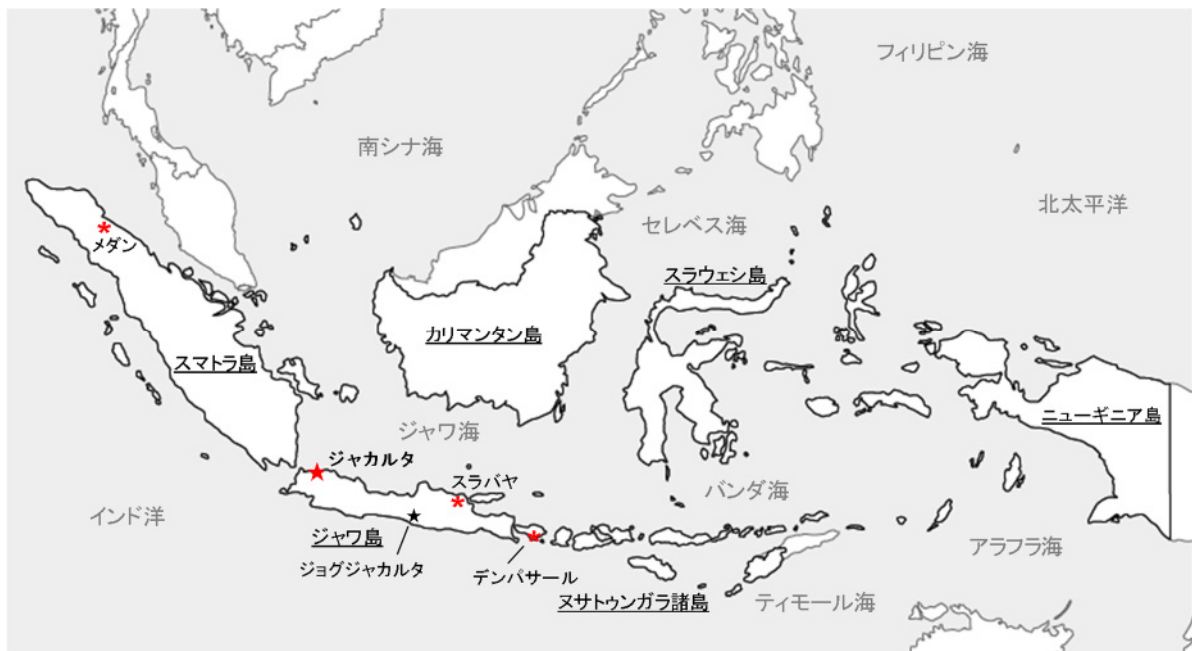 フィリピン海
南シナ海
北太平洋
セレベス海
メダン
スラウェシ島
カリマンタン島
スマトラ島
ニューギニア島
ジャワ海
ジャカルタ
スラバヤ
バンダ海
インド洋
ジャワ島
アラフラ海
ジョグジャカルタ
デンパサール
ヌサトゥンガラ諸島
ティモール海